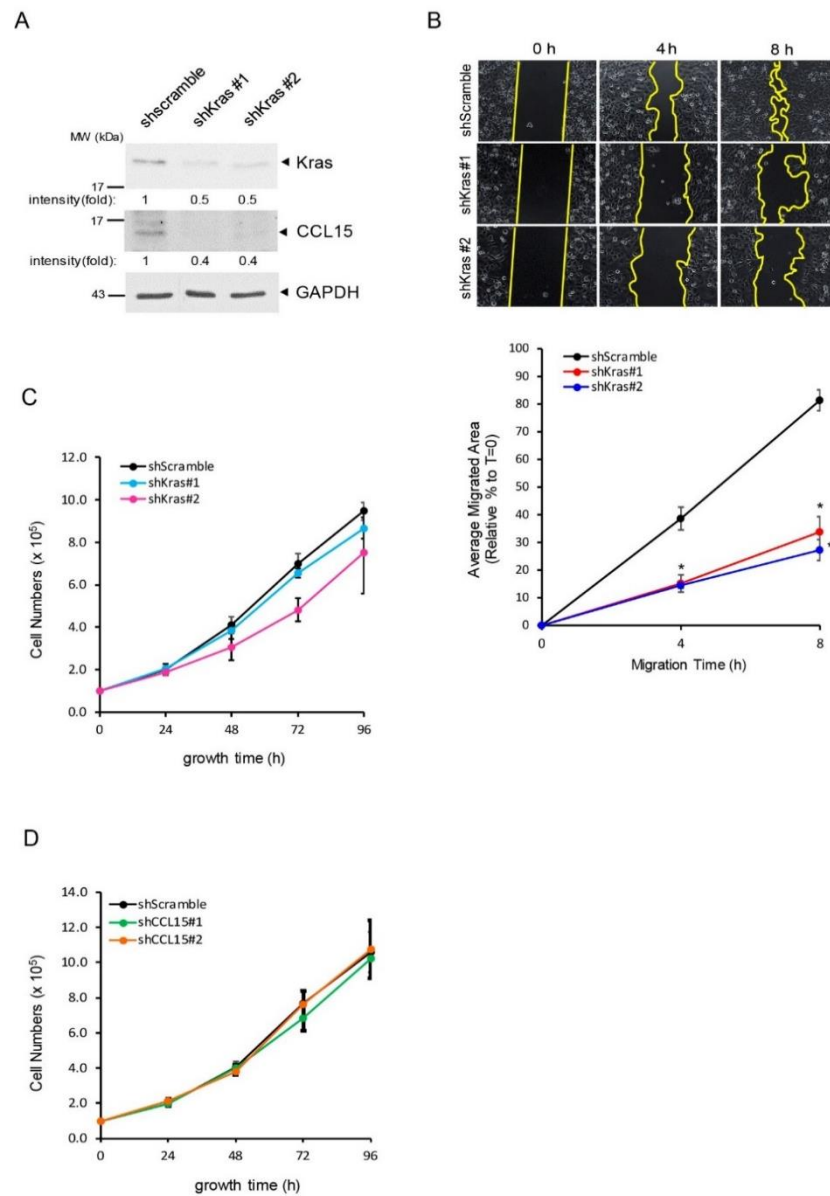 A
shscramble
shKras #1
shKras #2
MW (kDa)
Kras
17
intensity(fold): 1 0.5 0.5
17
CCL15
intensity(fold): 1 0.4 0.4
43
GAPDH
B
0 h 4 h 8 h
shScramble
shKras #1
shKras #2
100
90
80
70
60
50
40
30
20
10
0
Average Migrated Area
(Relative % to T=0)
shScramble
shKras#1
shKras#2
*
*
*
0 4 8
Migration Time (h)
C
12.0
10.0
8.0
6.0
4.0
2.0
0.0
Cell Numbers (x 10⁵)
shScramble
shKras#1
shKras#2
0 24 48 72 96
growth time (h)
D
14.0
12.0
10.0
8.0
6.0
4.0
2.0
0.0
Cell Numbers (x 10⁵)
shScramble
shCCL15#1
shCCL15#2
0 24 48 72 96
growth time (h)